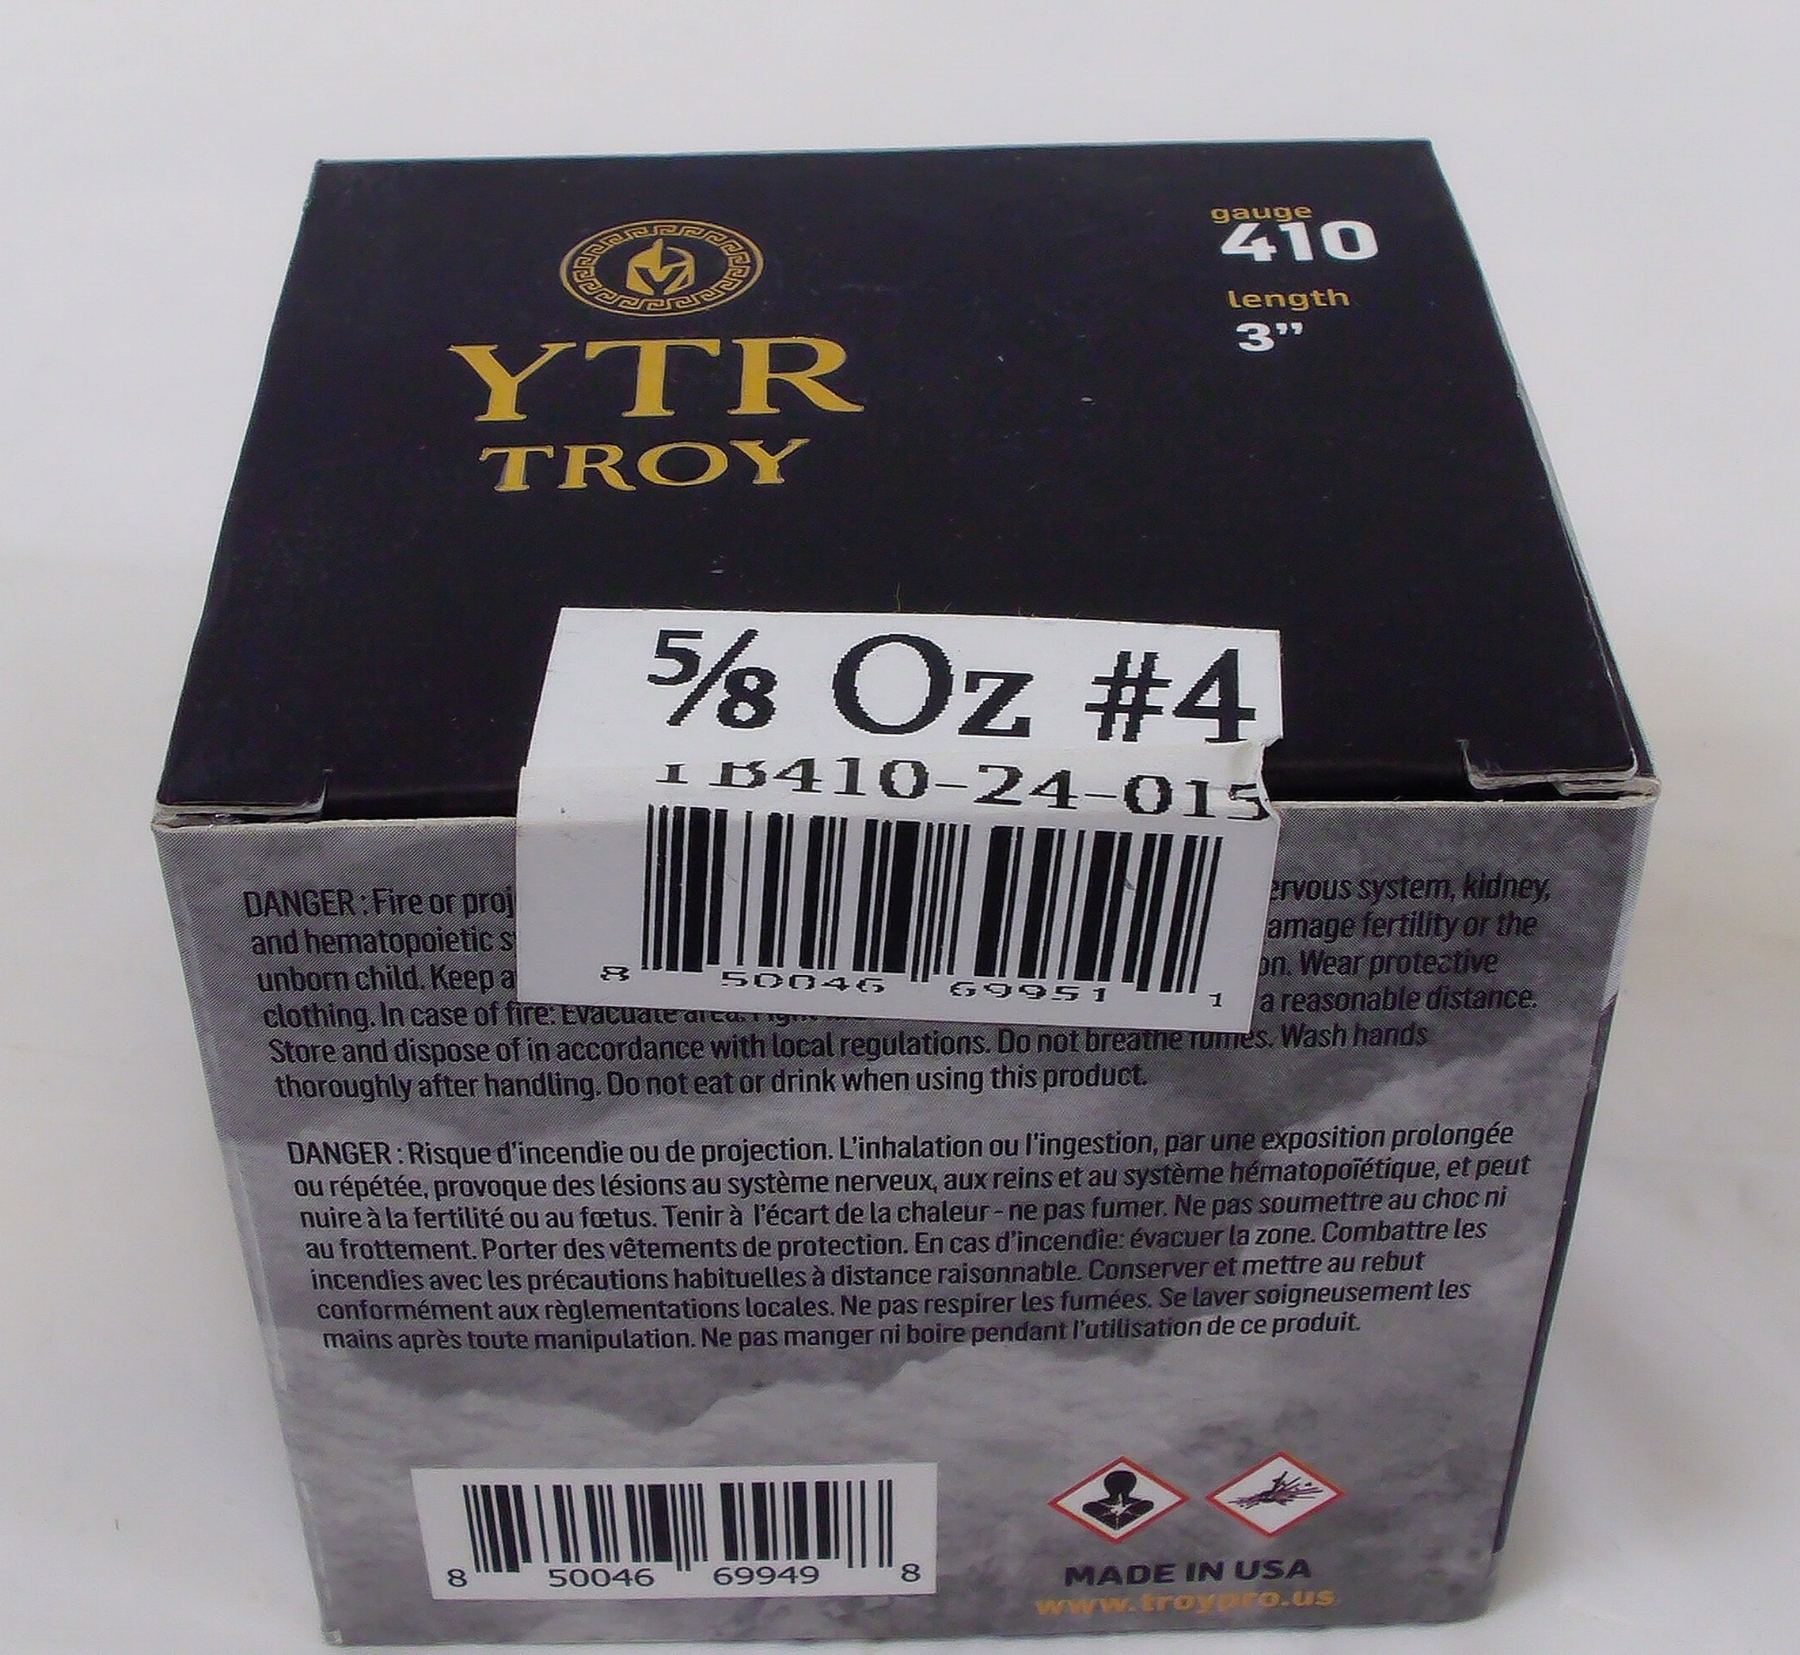 gauge
410
length
3”
YTR
TROY
5/8 Oz #4
B410-24-015
8 50046 69951 1
DANGER : Fire or ervous system, kidney,
and hematopoietic amage fertility or the
unborn child. Keep Wear protective
clothing. In case of fire: Evacuate a reasonable distance.
Store and dispose of in accordance with local regulations. Do not breathe fumes. Wash hands
thoroughly after handling. Do not eat or drink when using this product.
DANGER : Risque d'incendie ou de projection. L'inhalation ou l'ingestion, par une exposition prolongée
ou répétée, provoque des lésions au système nerveux, aux reins et au système hématopoïétique, et peut
nuire à la fertilité ou au fœtus. Tenir à l'écart de la chaleur - ne pas fumer. Ne pas soumettre au choc ni
au frottement. Porter des vêtements de protection. En cas d'incendie: évacuer la zone. Combattre les
incendies avec les précautions habituelles à distance raisonnable. Conserver et mettre au rebut
conformément aux règlementations locales. Ne pas respirer les fumées. Se laver soigneusement les
mains après toute manipulation. Ne pas manger ni boire pendant l'utilisation de ce produit.
8 50046 69949 8
MADE IN USA
www.troypro.us